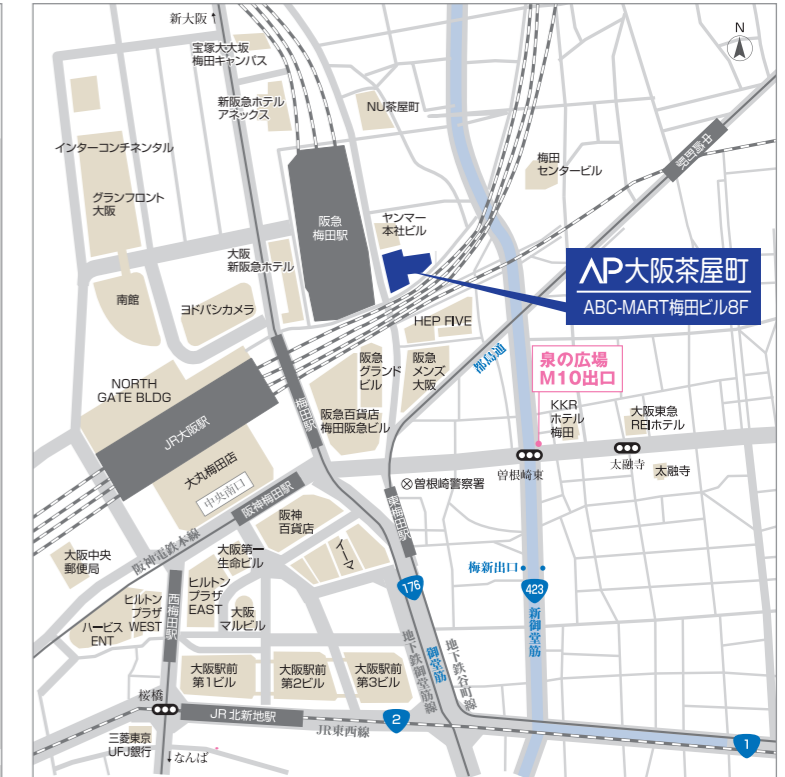 新大阪↑
N
宝塚大大坂
梅田キャンパス
新阪急ホテル
アネックス
NU茶屋町
インターコンチネンタル
梅田
センタービル
中崎町駅
グランフロント
大阪
阪急
梅田駅
ヤンマー
本社ビル
大阪
新阪急ホテル
AP大阪茶屋町
ABC-MART梅田ビル8F
南館
ヨドバシカメラ
HEP FIVE
都島通
泉の広場
M10出口
NORTH
GATE BLDG
阪急
グランド
ビル
阪急
メンズ
大阪
梅田駅
KKR
ホテル
梅田
大阪東急
REIホテル
阪急百貨店
梅田阪急ビル
JR大阪駅
大丸梅田店
中央南口
曽根崎東
太融寺
太融寺
曽根崎警察署
阪神梅田駅
東梅田駅
阪神
百貨店
イーマ
阪神電鉄本線
大阪中央
郵便局
大阪第一
生命ビル
梅新出口
176
423
新御堂筋
西梅田駅
ヒルトン
プラザ
EAST
ヒルトン
プラザ
WEST
大阪
マルビル
ハービス
ENT
地下鉄御堂筋線
御堂筋
地下鉄谷町線
大阪駅前
第1ビル
大阪駅前
第2ビル
大阪駅前
第3ビル
桜橋
JR北新地駅
JR東西線
2
1
三菱東京
UFJ銀行
↓なんば